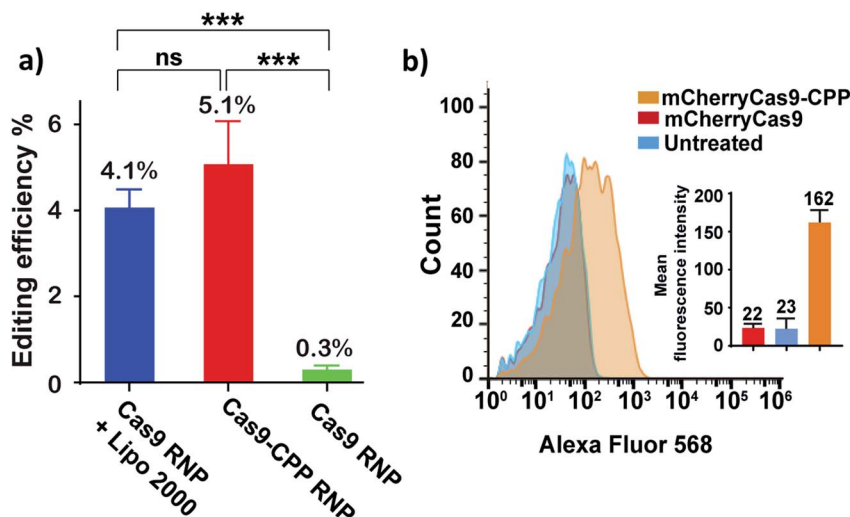 a)
***
ns
***
Editing efficiency %
6
4
2
0
4.1%
5.1%
0.3%
Cas9 RNP
+ Lipo 2000
Cas9-CPP RNP
Cas9 RNP
b)
Count
100
80
60
40
20
0
10⁰ 10¹ 10² 10³ 10⁴ 10⁵ 10⁶
Alexa Fluor 568
mCherryCas9-CPP
mCherryCas9
Untreated
Mean
fluorescence intensity
200
150
100
50
0
22
23
162